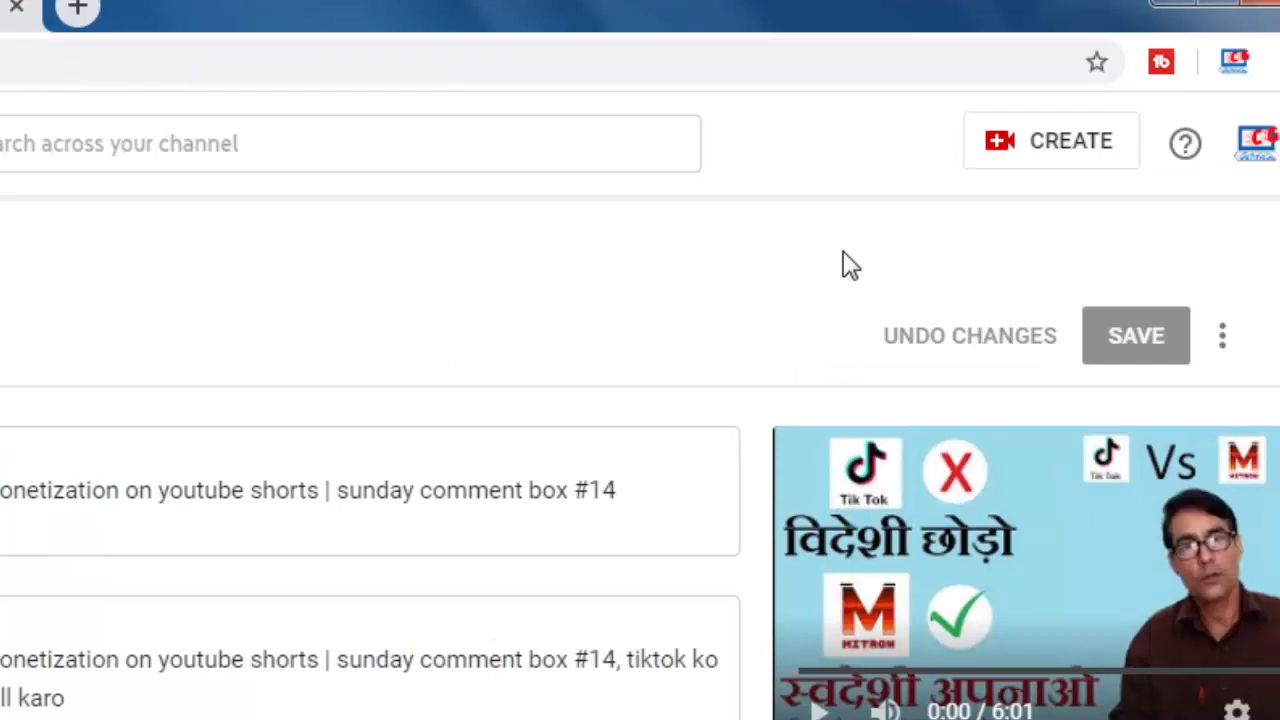 arch across your channel
CREATE
UNDO CHANGES
SAVE
onetization on youtube shorts | sunday comment box #14
Tik Tok
Vs
विदेशी छोड़ो
MITRON
स्वदेशी अपनाओ
onetization on youtube shorts | sunday comment box #14, tiktok ko
ll karo
0:00 / 6:01